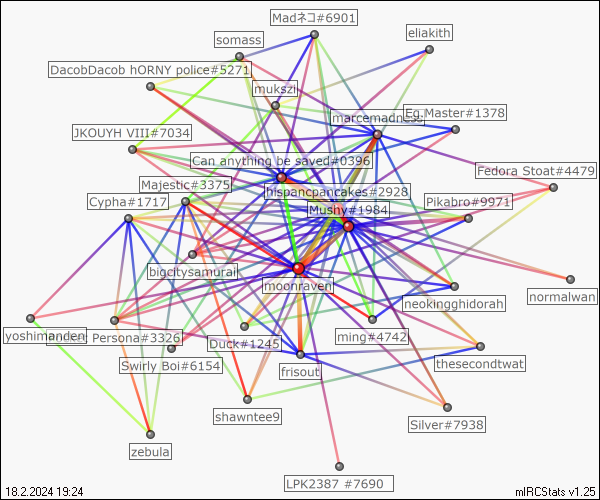 Madネコ#6901
eliakith
somass
DacobDacob hORNY police#5271
mukszi
Eg.Master#1378
marcemadness
JKOUYH VIII#7034
Can anything be saved#0396
Fedora Stoat#4479
Majestic#3375
hispancpancakes#2928
Cypha#1717
Mushy#1984
Pikabro#9971
bigcitysamurai
moonraven
neokingghidorah
normalwan
yoshimanden
Persona#3326
ming#4742
Duck#1245
Swirly Boi#6154
frisout
thesecondtwat
shawntee9
Silver#7938
zebula
LPK2387 #7690
18.2.2024 19:24
mIRCStats v1.25